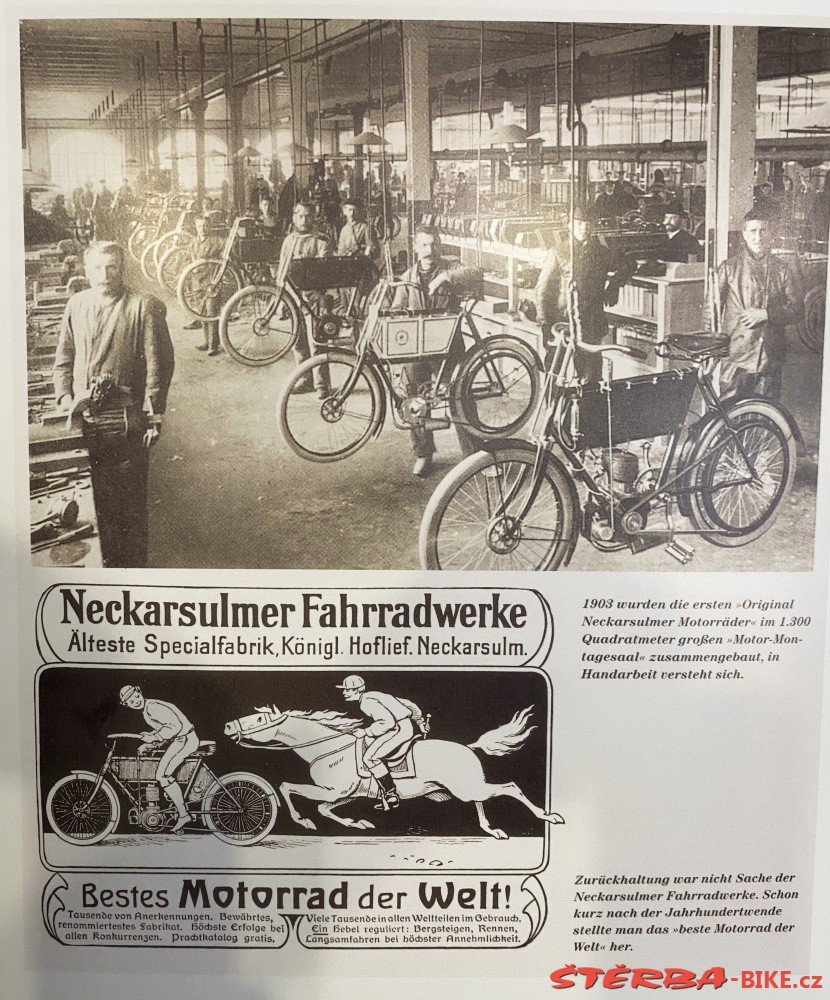 Neckarsulmer Fahrradwerke
Älteste Specialfabrik, Königl. Hoflief. Neckarsulm.
1903 wurden die ersten »Original
Neckarsulmer Motorräder« im 1.300
Quadratmeter großen »Motor-Mon-
tagesaal« zusammengebaut, in
Handarbeit versteht sich.
Bestes Motorrad der Welt!
Tausende von Anerkennungen. Bewährtes,
renommiertestes Fabrikat. Höchste Erfolge bei
allen Konkurrenzen. Prachtkatalog gratis.
Viele Tausende in allen Weltteilen im Gebrauch.
Ein Hebel reguliert: Bergsteigen, Rennen,
Langsamfahren bei höchster Annehmlichkeit.
Zurückhaltung war nicht Sache der
Neckarsulmer Fahrradwerke. Schon
kurz nach der Jahrhundertwende
stellte man das »beste Motorrad der
Welt« her.
ŠTĚRBA-BIKE.cz